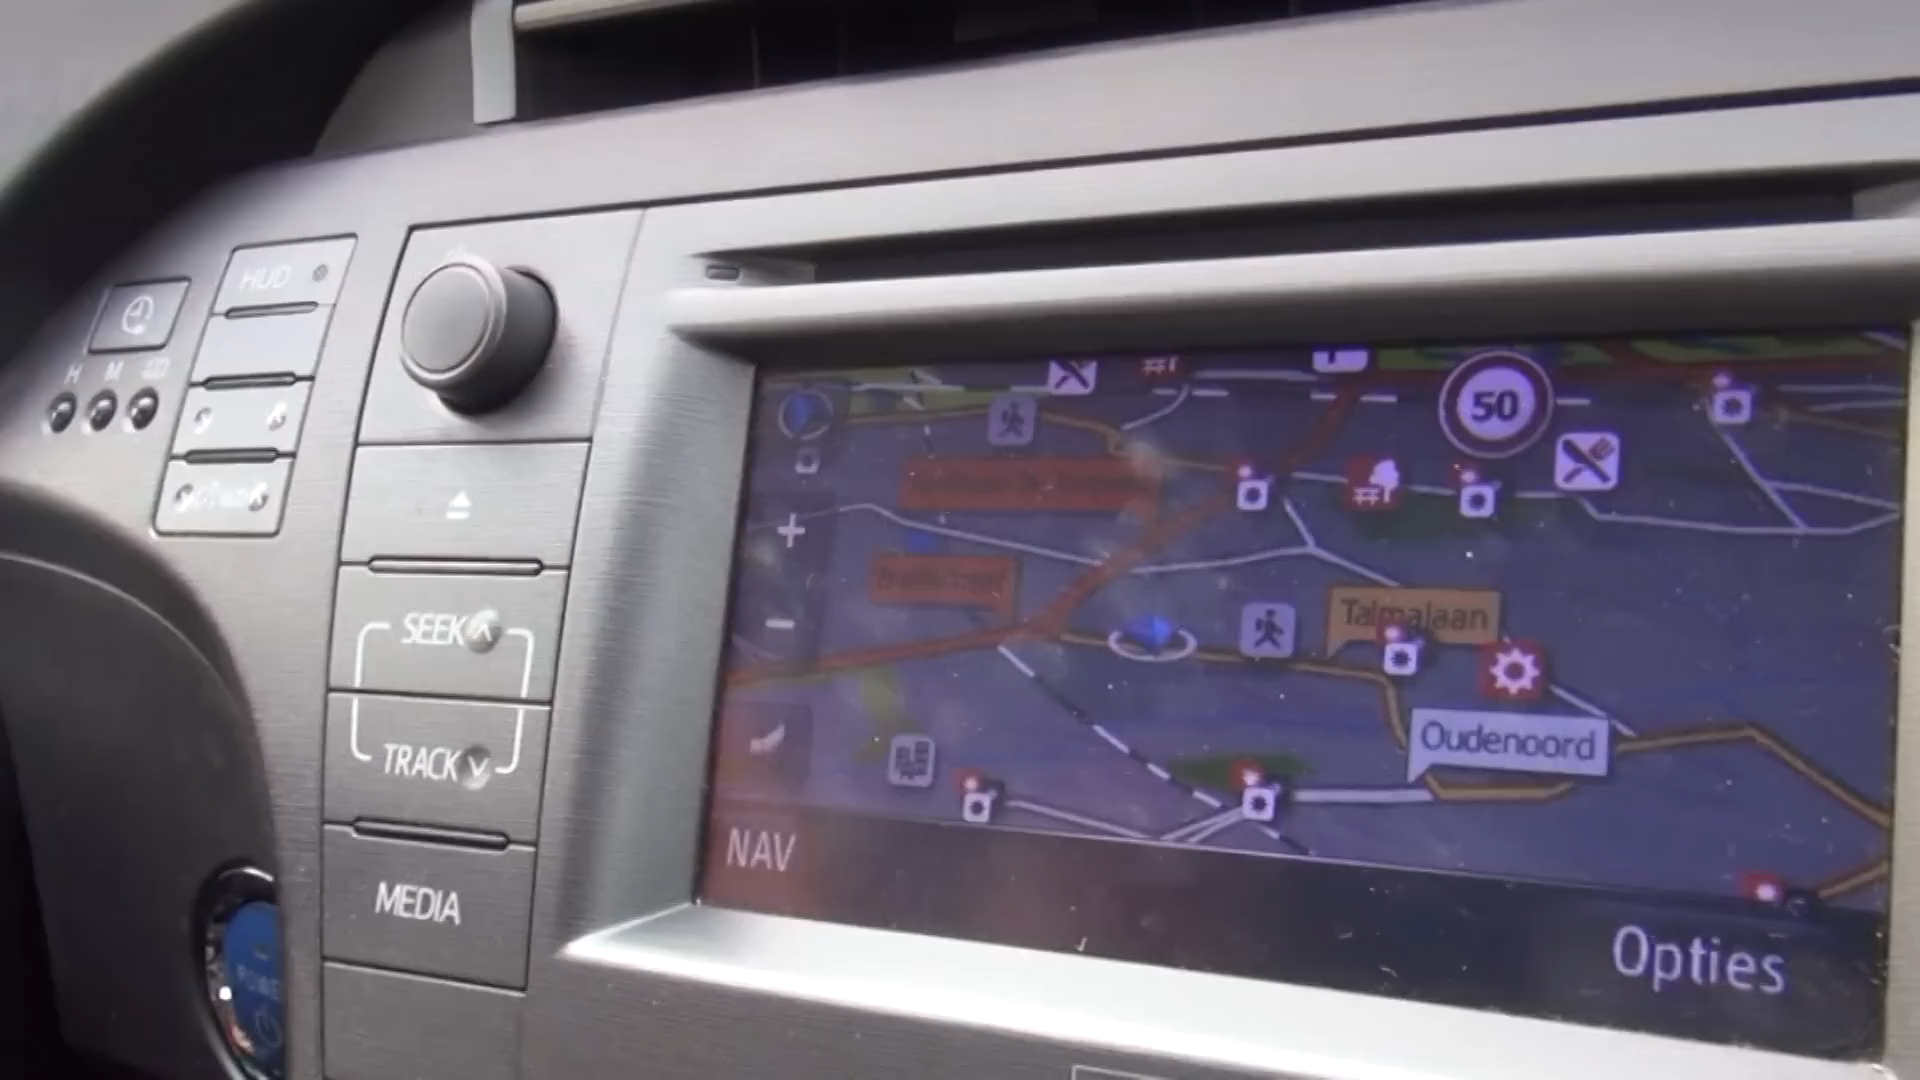 HUD
H M
SEEK
TRACK
MEDIA
50
Talmalaan
Oudenoord
NAV
Opties